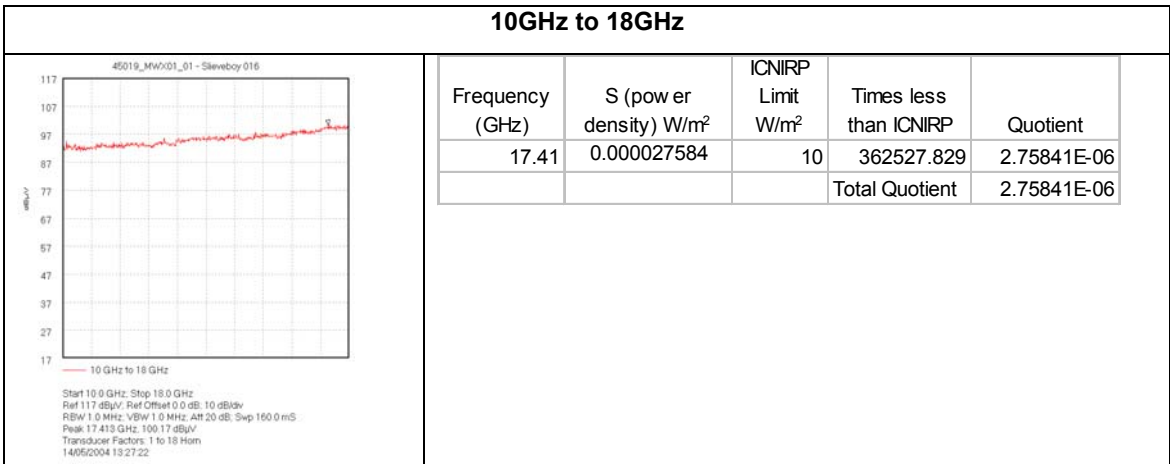 10GHz to 18GHz
45019_MWX01_01 - Slieveboy 016
117
107
97
87
77
67
57
47
37
27
17
dBµV
10 GHz to 18 GHz
Start 10.0 GHz; Stop 18.0 GHz
Ref 117 dBµV; Ref Offset 0.0 dB; 10 dB/div
RBW 1.0 MHz; VBW 1.0 MHz; Att 20 dB; Swp 160.0 mS
Peak 17.413 GHz, 100.17 dBµV
Transducer Factors: 1 to 18 Horn
14/05/2004 13:27:22
Frequency (GHz) S (pow er density) W/m² ICNIRP Limit W/m² Times less than ICNIRP Quotient
17.41 0.000027584 10 362527.829 2.75841E-06
Total Quotient 2.75841E-06